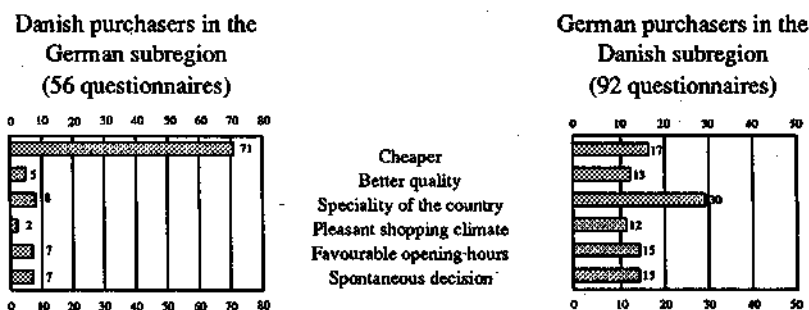 Danish purchasers in the
German subregion
(56 questionnaires)
0 10 20 30 40 50 60 70 80
71
5
8
2
7
7
0 10 20 30 40 50 60 70 80
Cheaper
Better quality
Speciality of the country
Pleasant shopping climate
Favourable opening-hours
Spontaneous decision
German purchasers in the
Danish subregion
(92 questionnaires)
0 10 20 30 40 50
17
13
30
12
15
15
0 10 20 30 40 50